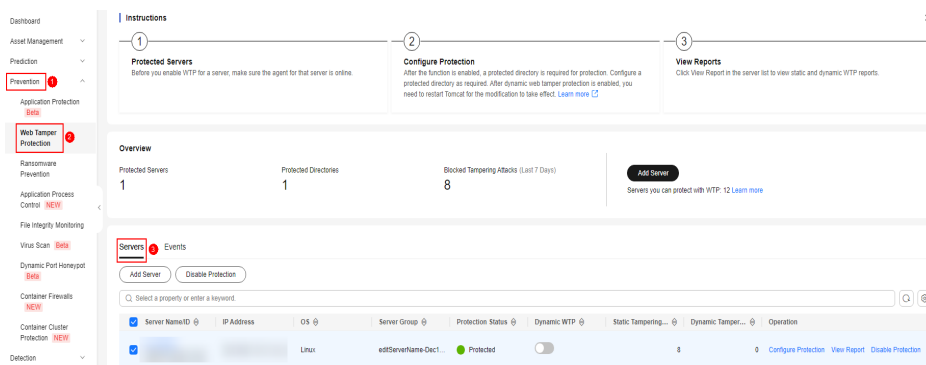 Dashboard
Asset Management
Prediction
Prevention 1
Application Protection
Beta
Web Tamper
Protection 2
Ransomware
Prevention
Application Process
Control NEW
File Integrity Monitoring
Virus Scan Beta
Dynamic Port Honeypot
Beta
Container Firewalls
NEW
Container Cluster
Protection NEW
Detection
Instructions
1
Protected Servers
Before you enable WTP for a server, make sure the agent for that server is online.
2
Configure Protection
After the function is enabled, a protected directory is required for protection. Configure a
protected directory as required. After dynamic web tamper protection is enabled, you
need to restart Tomcat for the modification to take effect. Learn more
3
View Reports
Click View Report in the server list to view static and dynamic WTP reports.
Overview
Protected Servers
1
Protected Directories
1
Blocked Tampering Attacks (Last 7 Days)
8
Add Server
Servers you can protect with WTP: 12 Learn more
Servers 3 Events
Add Server Disable Protection
Select a property or enter a keyword.
Server Name/ID IP Address OS Server Group Protection Status Dynamic WTP Static Tampering... Dynamic Tamper... Operation
Linux editServerName-Dec1... Protected 8 0 Configure Protection View Report Disable Protection